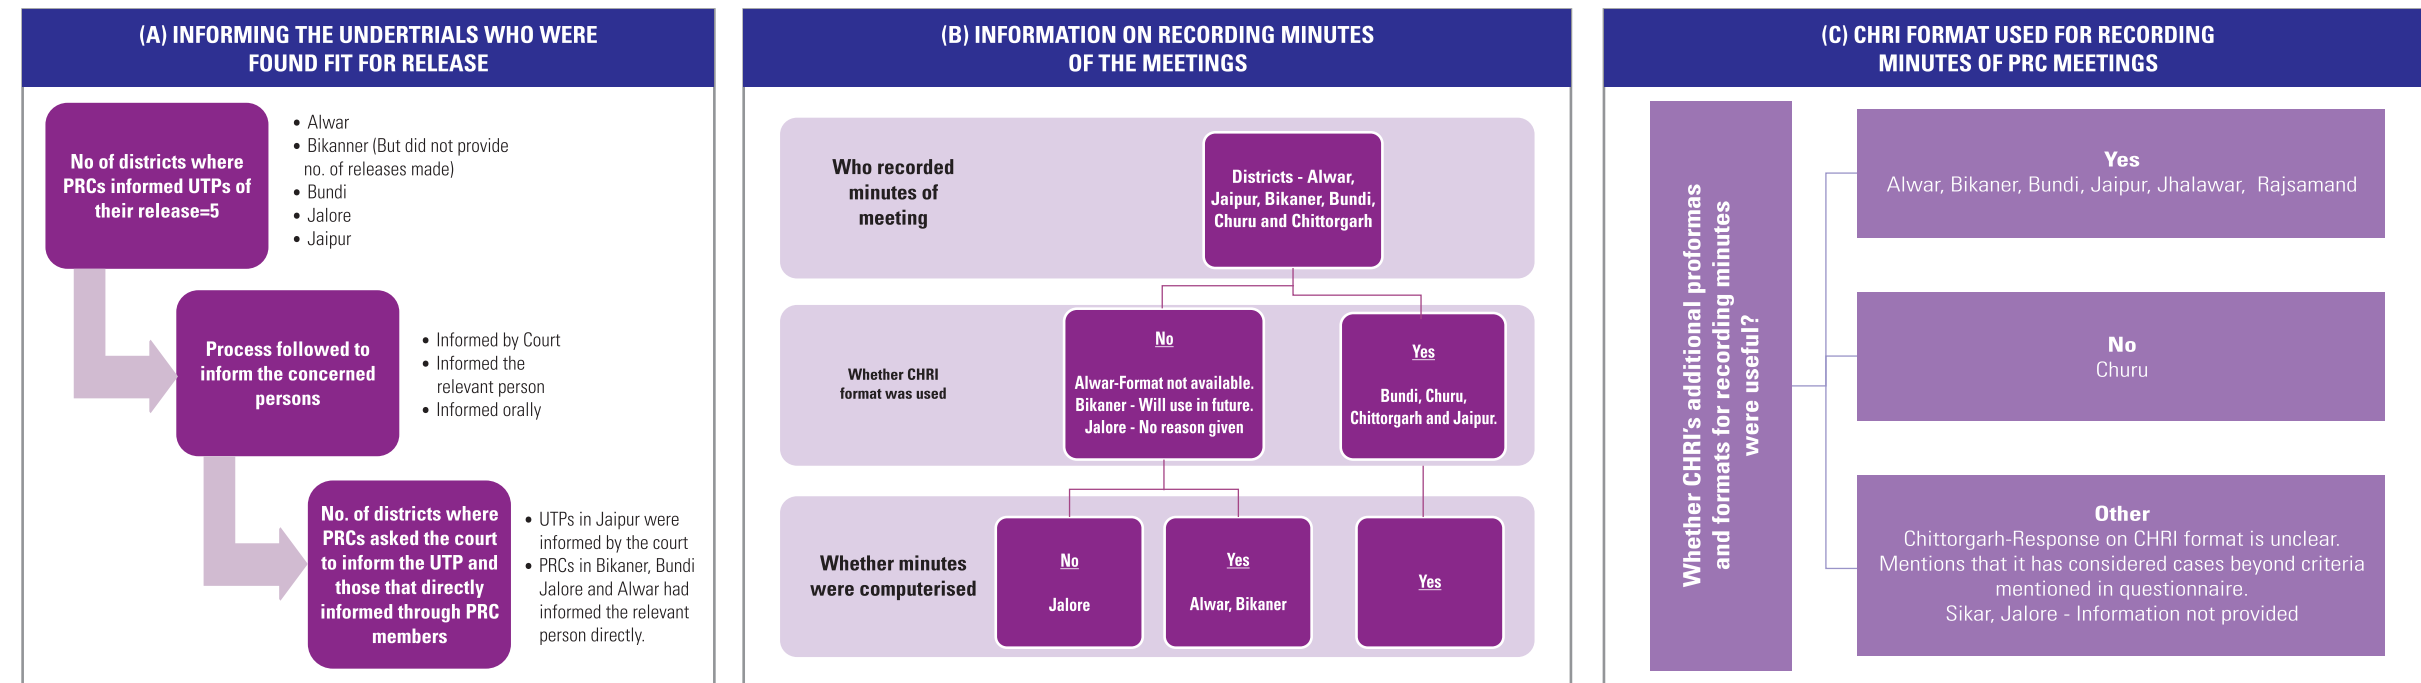 (A) INFORMING THE UNDERTRIALS WHO WERE
FOUND FIT FOR RELEASE
No of districts where
PRCs informed UTPs of
their release=5
• Alwar
• Bikanner (But did not provide
no. of releases made)
• Bundi
• Jalore
• Jaipur
Process followed to
inform the concerned
persons
• Informed by Court
• Informed the
relevant person
• Informed orally
No. of districts where
PRCs asked the court
to inform the UTP and
those that directly
informed through PRC
members
• UTPs in Jaipur were
informed by the court
• PRCs in Bikaner, Bundi
Jalore and Alwar had
informed the relevant
person directly.
(B) INFORMATION ON RECORDING MINUTES
OF THE MEETINGS
Who recorded
minutes of
meeting
Districts - Alwar,
Jaipur, Bikaner, Bundi,
Churu and Chittorgarh
Whether CHRI
format was used
No
Alwar-Format not available.
Bikaner - Will use in future.
Jalore - No reason given
Yes
Bundi, Churu,
Chittorgarh and Jaipur.
Whether minutes
were computerised
No
Jalore
Yes
Alwar, Bikaner
Yes
(C) CHRI FORMAT USED FOR RECORDING
MINUTES OF PRC MEETINGS
Whether CHRI's additional proformas
and formats for recording minutes
were useful?
Yes
Alwar, Bikaner, Bundi, Jaipur, Jhalawar, Rajsamand
No
Churu
Other
Chittorgarh-Response on CHRI format is unclear.
Mentions that it has considered cases beyond criteria
mentioned in questionnaire.
Sikar, Jalore - Information not provided